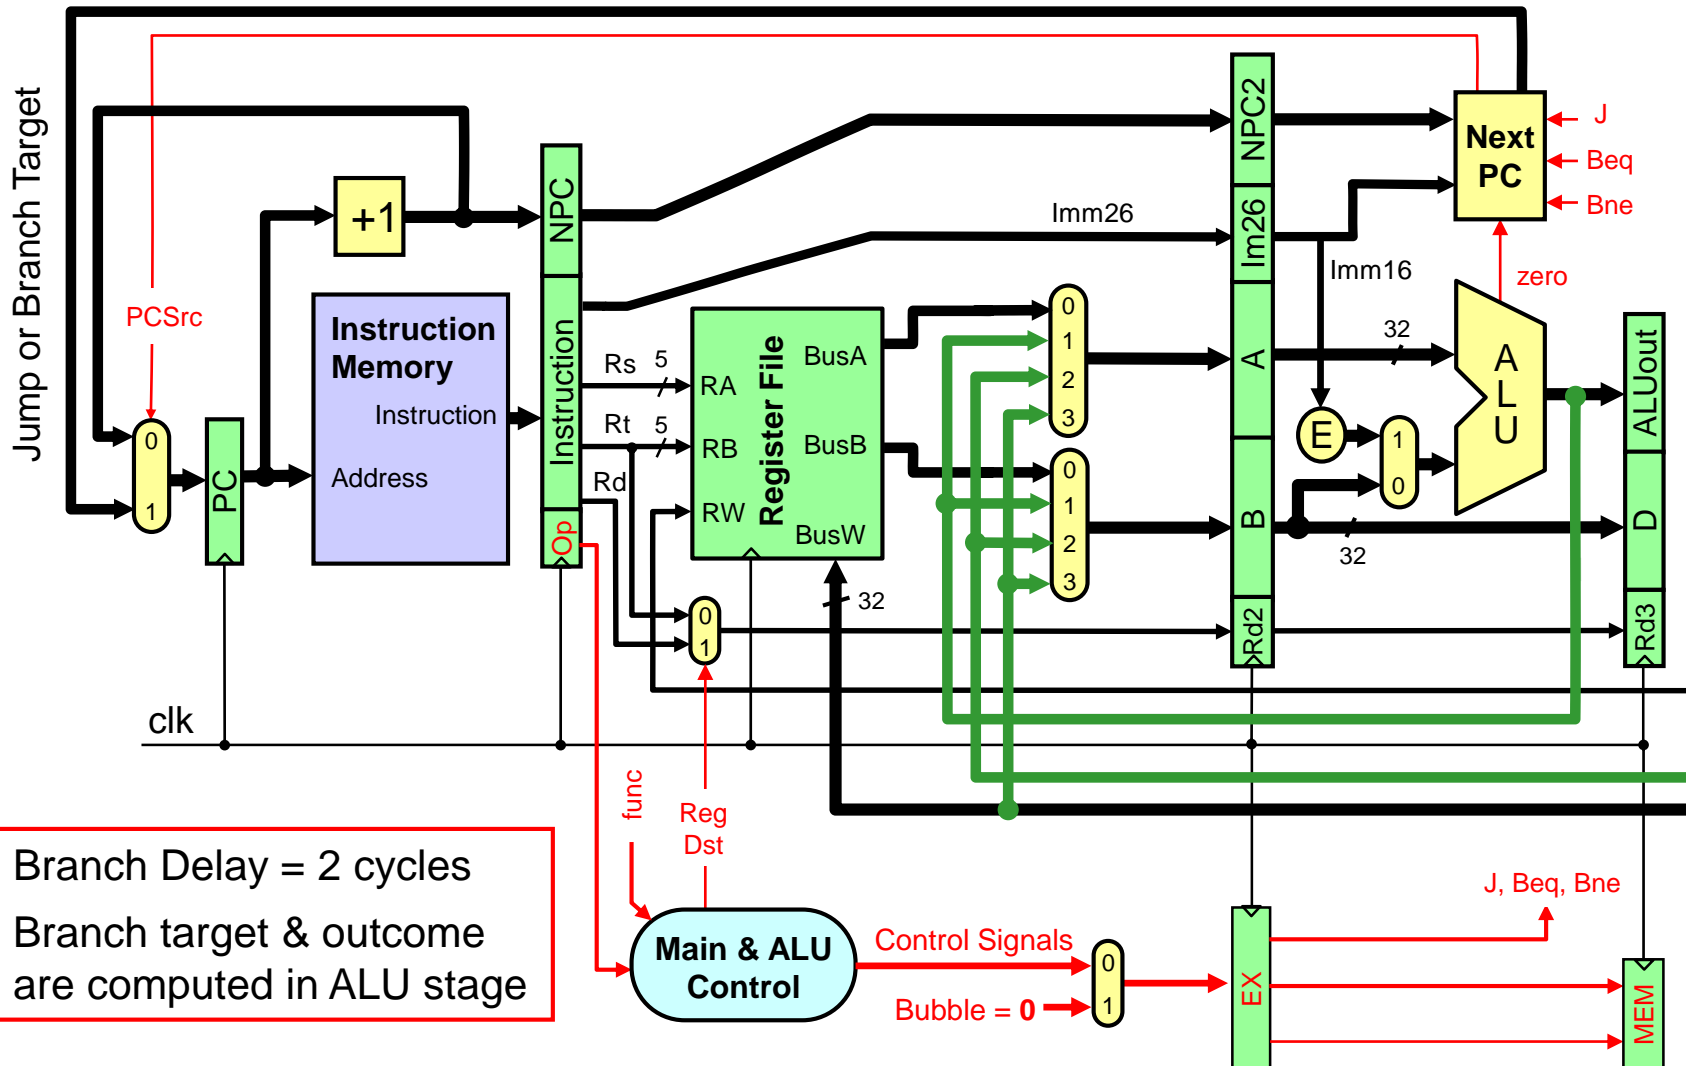 Jump or Branch Target
NPC2
Next
PC
J
Beq
Bne
+1
NPC
Imm26
Im26
Imm16
zero
PCSrc
Instruction
Memory
Instruction
Address
Instruction
Rs
5
Rt
5
Rd
RA
RB
RW
Register File
BusA
BusB
BusW
0
1
2
3
0
1
2
3
A
B
32
E
1
0
32
A
L
U
ALUout
D
0
1
PC
Op
32
0
1
Rd2
Rd3
clk
func
Reg
Dst
Branch Delay = 2 cycles
Branch target & outcome
are computed in ALU stage
Main & ALU
Control
Control Signals
Bubble = 0
0
1
EX
J, Beq, Bne
MEM